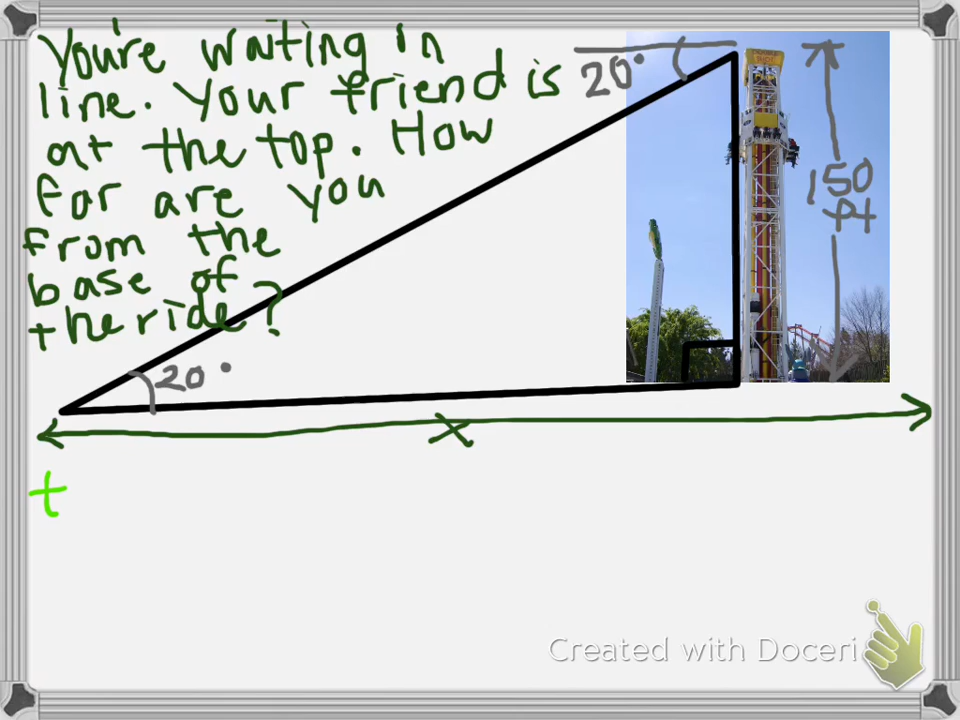 You're waiting in
line. Your friend is
at the top. How
far are you
from the
base of
the ride?
20°
150
ft
20°
x
t
Created with Doceri